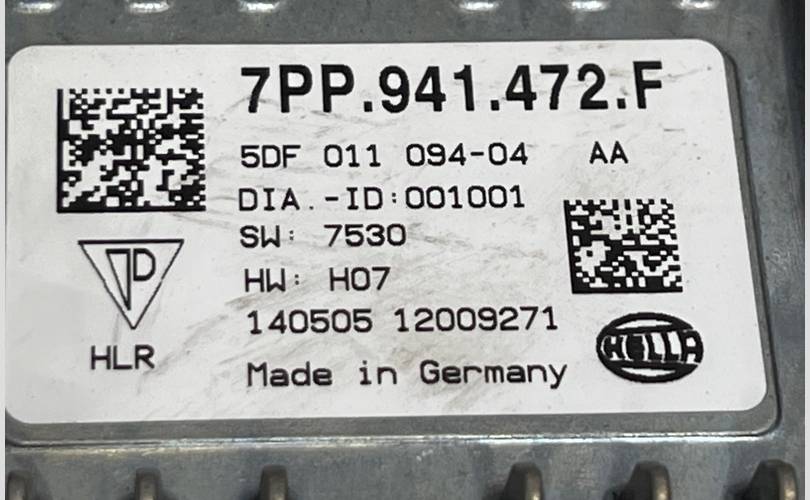 7PP.941.472.F
5DF 011 094-04 AA
DIA.-ID:001001
SW: 7530
HW: H07
140505 12009271
HLR
Made in Germany
HELLA